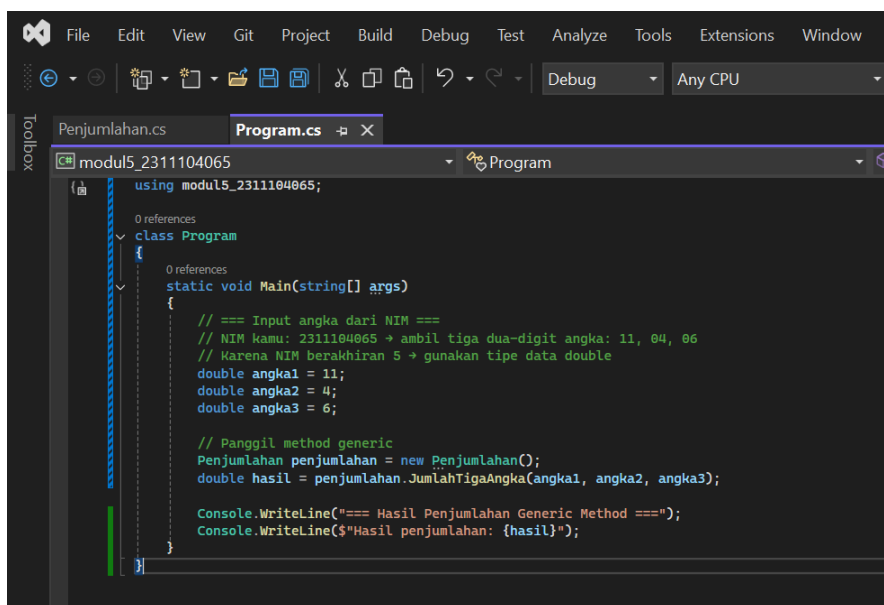 File Edit View Git Project Build Debug Test Analyze Tools Extensions Window
Debug Any CPU
Toolbox
Penjumlahan.cs Program.cs
C# modul5_2311104065 Program
using modul5_2311104065;
0 references
class Program
{
0 references
static void Main(string[] args)
{
// === Input angka dari NIM ===
// NIM kamu: 2311104065 → ambil tiga dua-digit angka: 11, 04, 06
// Karena NIM berakhiran 5 → gunakan tipe data double
double angka1 = 11;
double angka2 = 4;
double angka3 = 6;
// Panggil method generic
Penjumlahan penjumlahan = new Penjumlahan();
double hasil = penjumlahan.JumlahTigaAngka(angka1, angka2, angka3);
Console.WriteLine("=== Hasil Penjumlahan Generic Method ===");
Console.WriteLine($"Hasil penjumlahan: {hasil}");
}
}